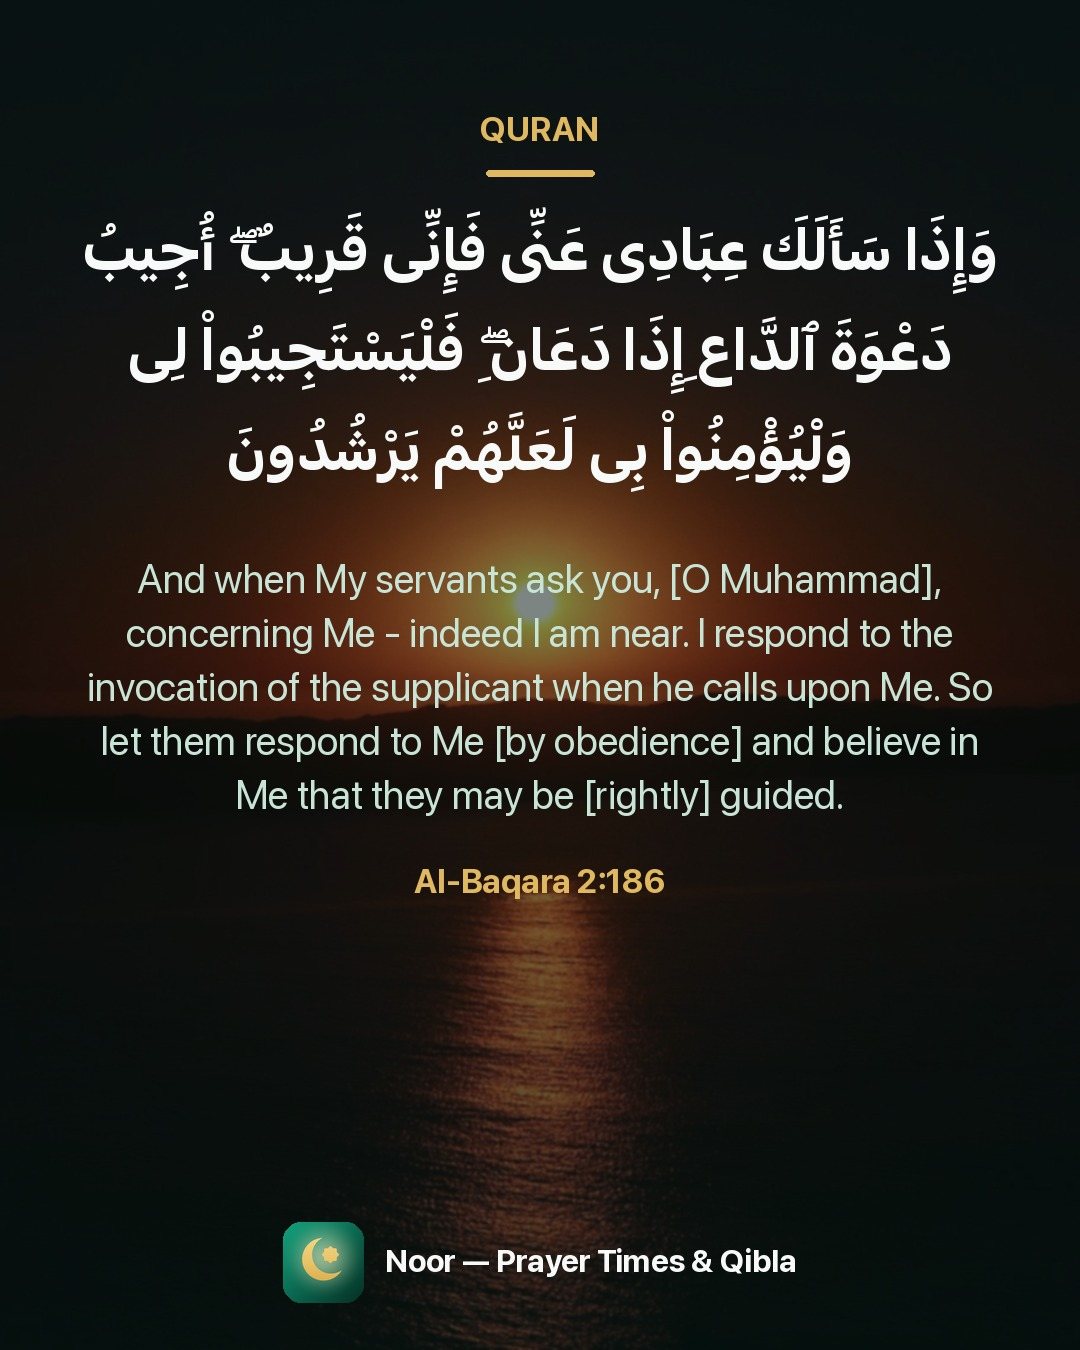 QURAN
وَإِذَا سَأَلَكَ عِبَادِى عَنِّى فَإِنِّى قَرِيبٌ ۖ أُجِيبُ
دَعْوَةَ ٱلدَّاعِ إِذَا دَعَانِ ۖ فَلْيَسْتَجِيبُوا۟ لِى
وَلْيُؤْمِنُوا۟ بِى لَعَلَّهُمْ يَرْشُدُونَ
And when My servants ask you, [O Muhammad],
concerning Me - indeed I am near. I respond to the
invocation of the supplicant when he calls upon Me. So
let them respond to Me [by obedience] and believe in
Me that they may be [rightly] guided.
Al-Baqara 2:186
Noor — Prayer Times & Qibla